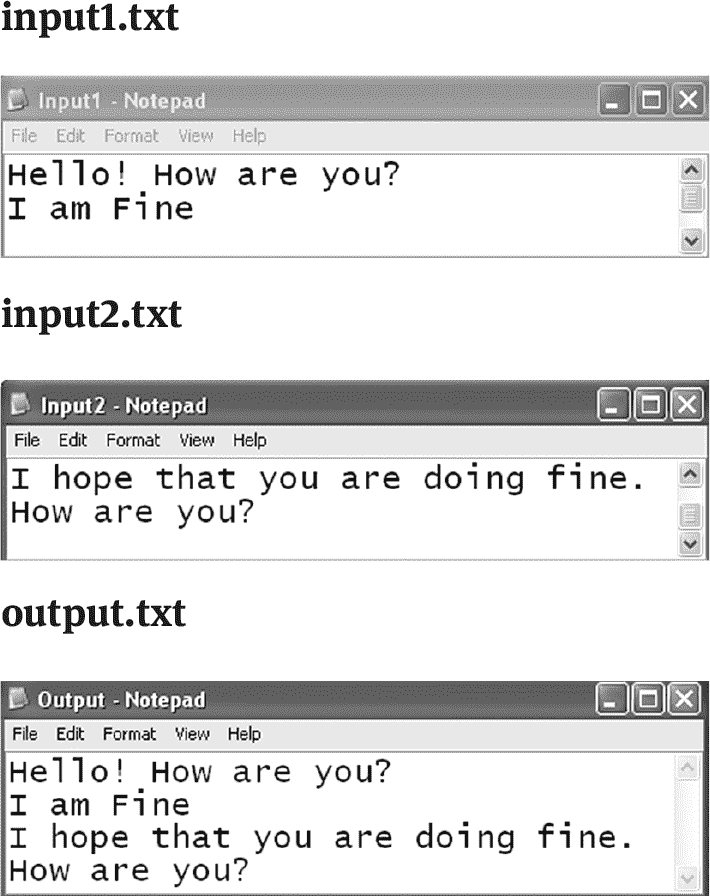 input1.txt
Input1 - Notepad
File Edit Format View Help
Hello! How are you?
I am Fine
input2.txt
Input2 - Notepad
File Edit Format View Help
I hope that you are doing fine.
How are you?
output.txt
Output - Notepad
File Edit Format View Help
Hello! How are you?
I am Fine
I hope that you are doing fine.
How are you?